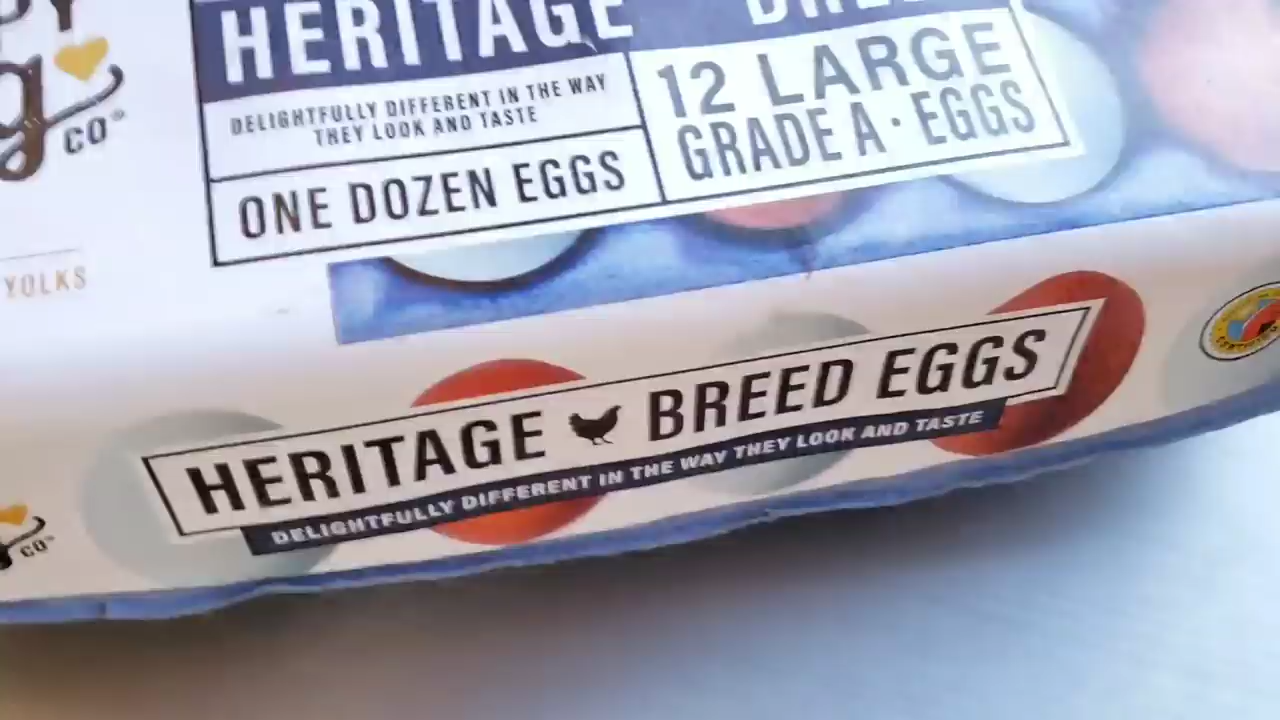 HERITAGE
DELIGHTFULLY DIFFERENT IN THE WAY
THEY LOOK AND TASTE
ONE DOZEN EGGS
12 LARGE
GRADE A · EGGS
CO®
YOLKS
HERITAGE BREED EGGS
DELIGHTFULLY DIFFERENT IN THE WAY THEY LOOK AND TASTE
CO™